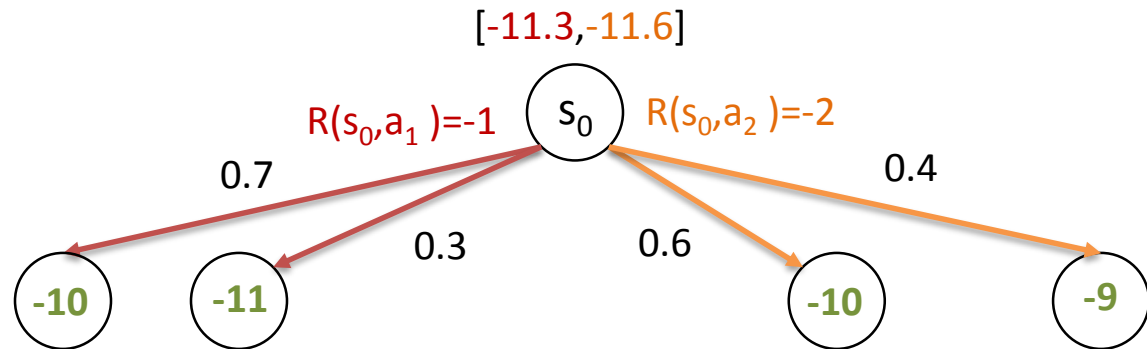 [-11.3,-11.6]
R(s₀,a₁ )=-1 s₀ R(s₀,a₂ )=-2
0.7 0.4
0.3 0.6
-10 -11 -10 -9